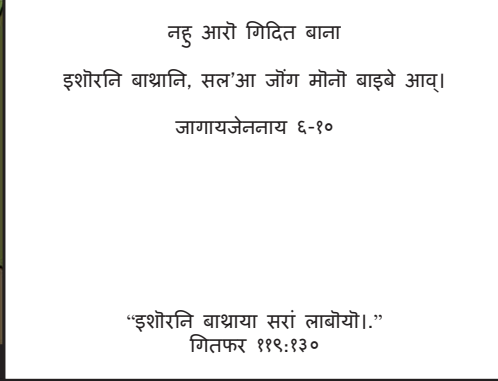 नहु आरॊ गिदित बाना
इशॊरनि बाथ्रानि, सल’आ जॊंग मॊनॊ बाइबे आव्।
जागायजेननाय ६-१०
“इशॊरनि बाथ्राया सरां लाबॊयॊ।.”
गितफर ११९:१३०